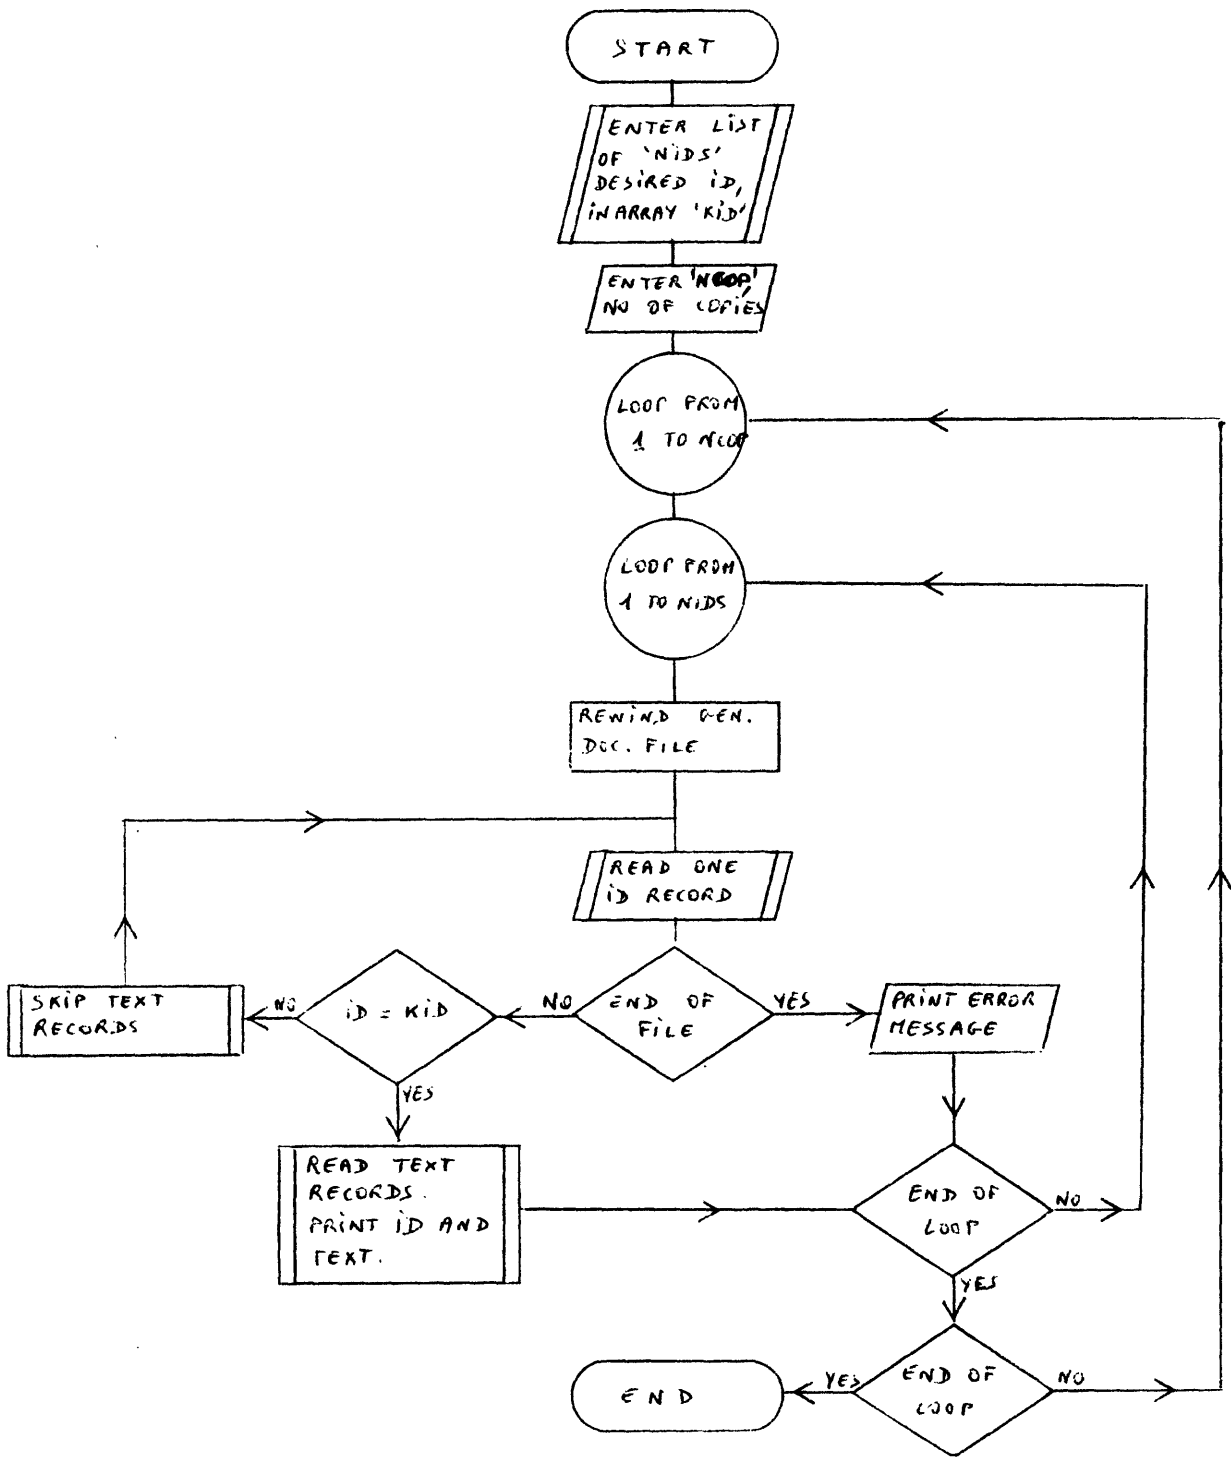 START
ENTER LIST
OF 'NIDS'
DESIRED ID,
IN ARRAY 'KID'
ENTER 'NCOP,'
NO OF COPIES
LOOP FROM
1 TO NCOP
LOOP FROM
1 TO NIDS
REWIND GEN.
DOC. FILE
READ ONE
ID RECORD
SKIP TEXT
RECORDS
NO
ID = KID
NO
END OF
FILE
YES
PRINT ERROR
MESSAGE
YES
READ TEXT
RECORDS.
PRINT ID AND
TEXT.
END OF
LOOP
NO
YES
END
YES
END OF
LOOP
NO